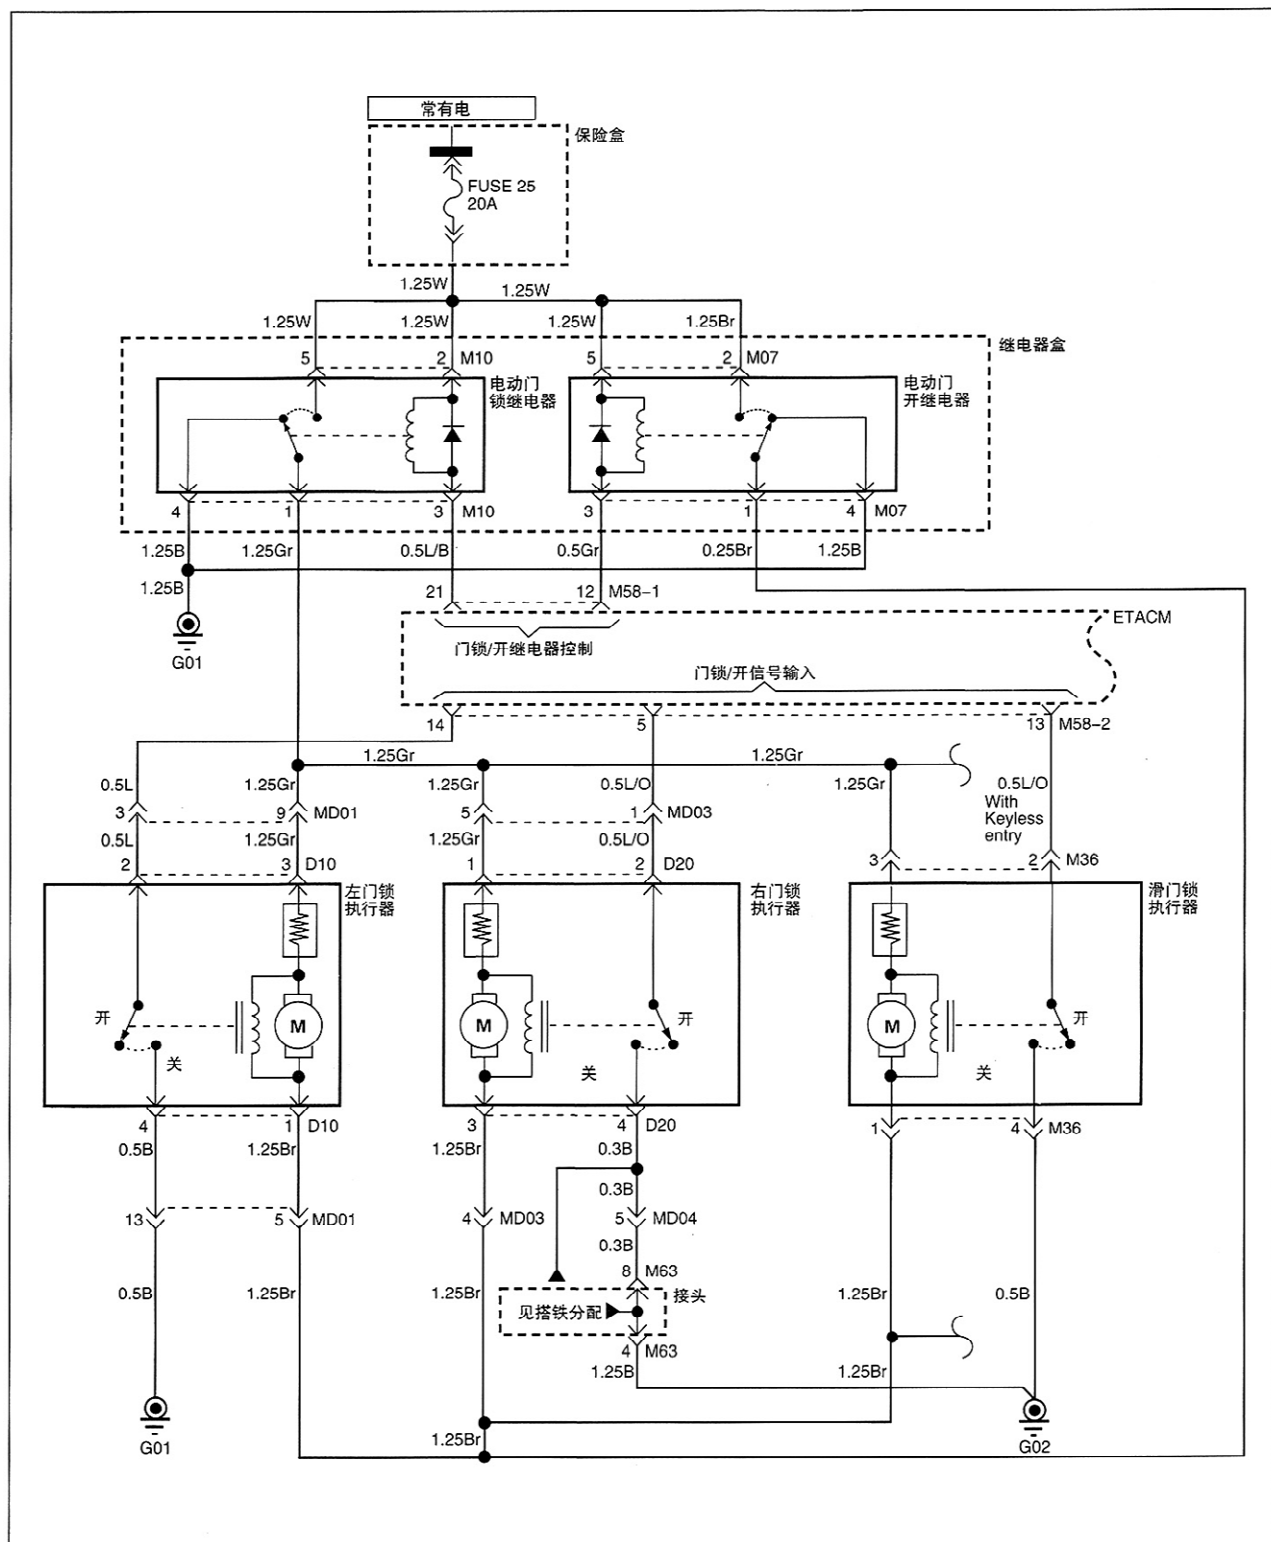 常有电
保险盒
FUSE 25
20A
1.25W
1.25W
1.25W
1.25W
1.25W
1.25Br
继电器盒
5
2
M10
5
2
M07
电动门
锁继电器
电动门
开继电器
4
1
3
M10
3
1
4
M07
1.25B
1.25Gr
0.5L/B
0.5Gr
0.25Br
1.25B
1.25B
21
12
M58-1
G01
ETACM
门锁/开继电器控制
门锁/开信号输入
14
5
13
M58-2
1.25Gr
1.25Gr
0.5L
1.25Gr
1.25Gr
0.5L/O
1.25Gr
0.5L/O
With
Keyless
entry
3
9
MD01
5
1
MD03
0.5L
1.25Gr
1.25Gr
0.5L/O
2
3
D10
1
2
D20
3
2
M36
左门锁
执行器
右门锁
执行器
滑门锁
执行器
开
M
关
M
开
关
M
开
关
4
1
D10
3
4
D20
1
4
M36
0.5B
1.25Br
1.25Br
0.3B
0.3B
13
5
MD01
4
MD03
5
MD04
0.3B
8
M63
0.5B
1.25Br
1.25Br
接头
1.25Br
0.5B
见搭铁分配
4
M63
1.25B
1.25Br
G01
1.25Br
G02